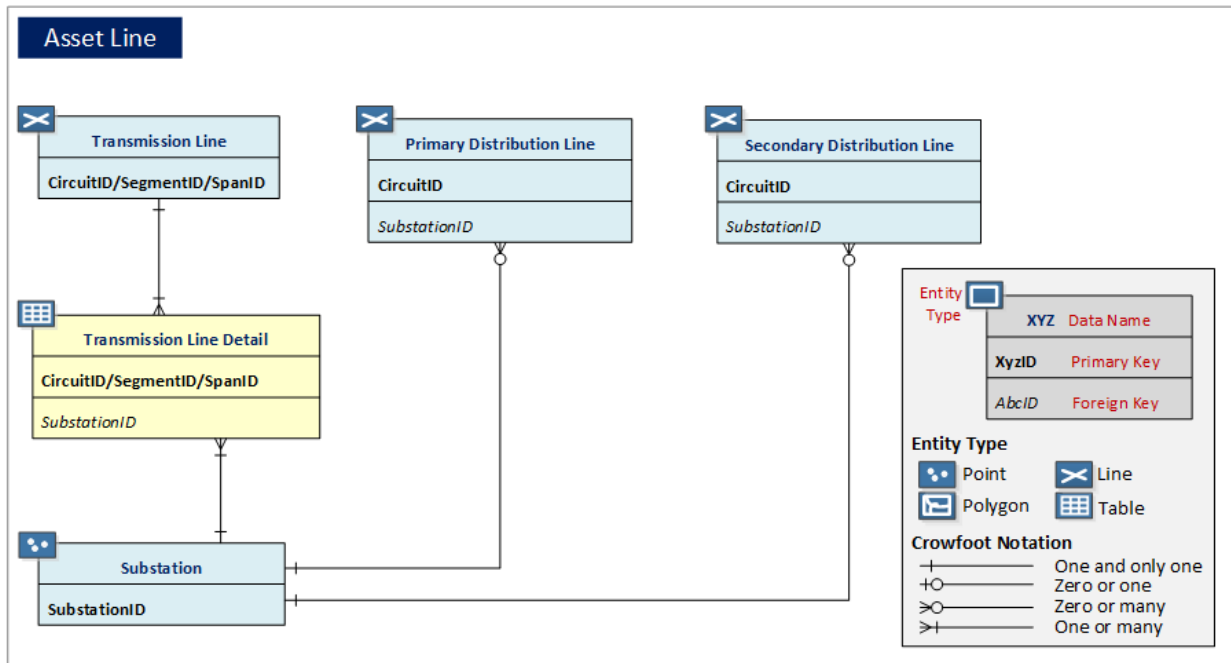 Asset Line
Transmission Line
CircuitID/SegmentID/SpanID
Primary Distribution Line
CircuitID
SubstationID
Secondary Distribution Line
CircuitID
SubstationID
Transmission Line Detail
CircuitID/SegmentID/SpanID
SubstationID
Substation
SubstationID
Entity
Type
XYZ Data Name
XyzID Primary Key
AbcID Foreign Key
Entity Type
Point Line
Polygon Table
Crowfoot Notation
One and only one
Zero or one
Zero or many
One or many